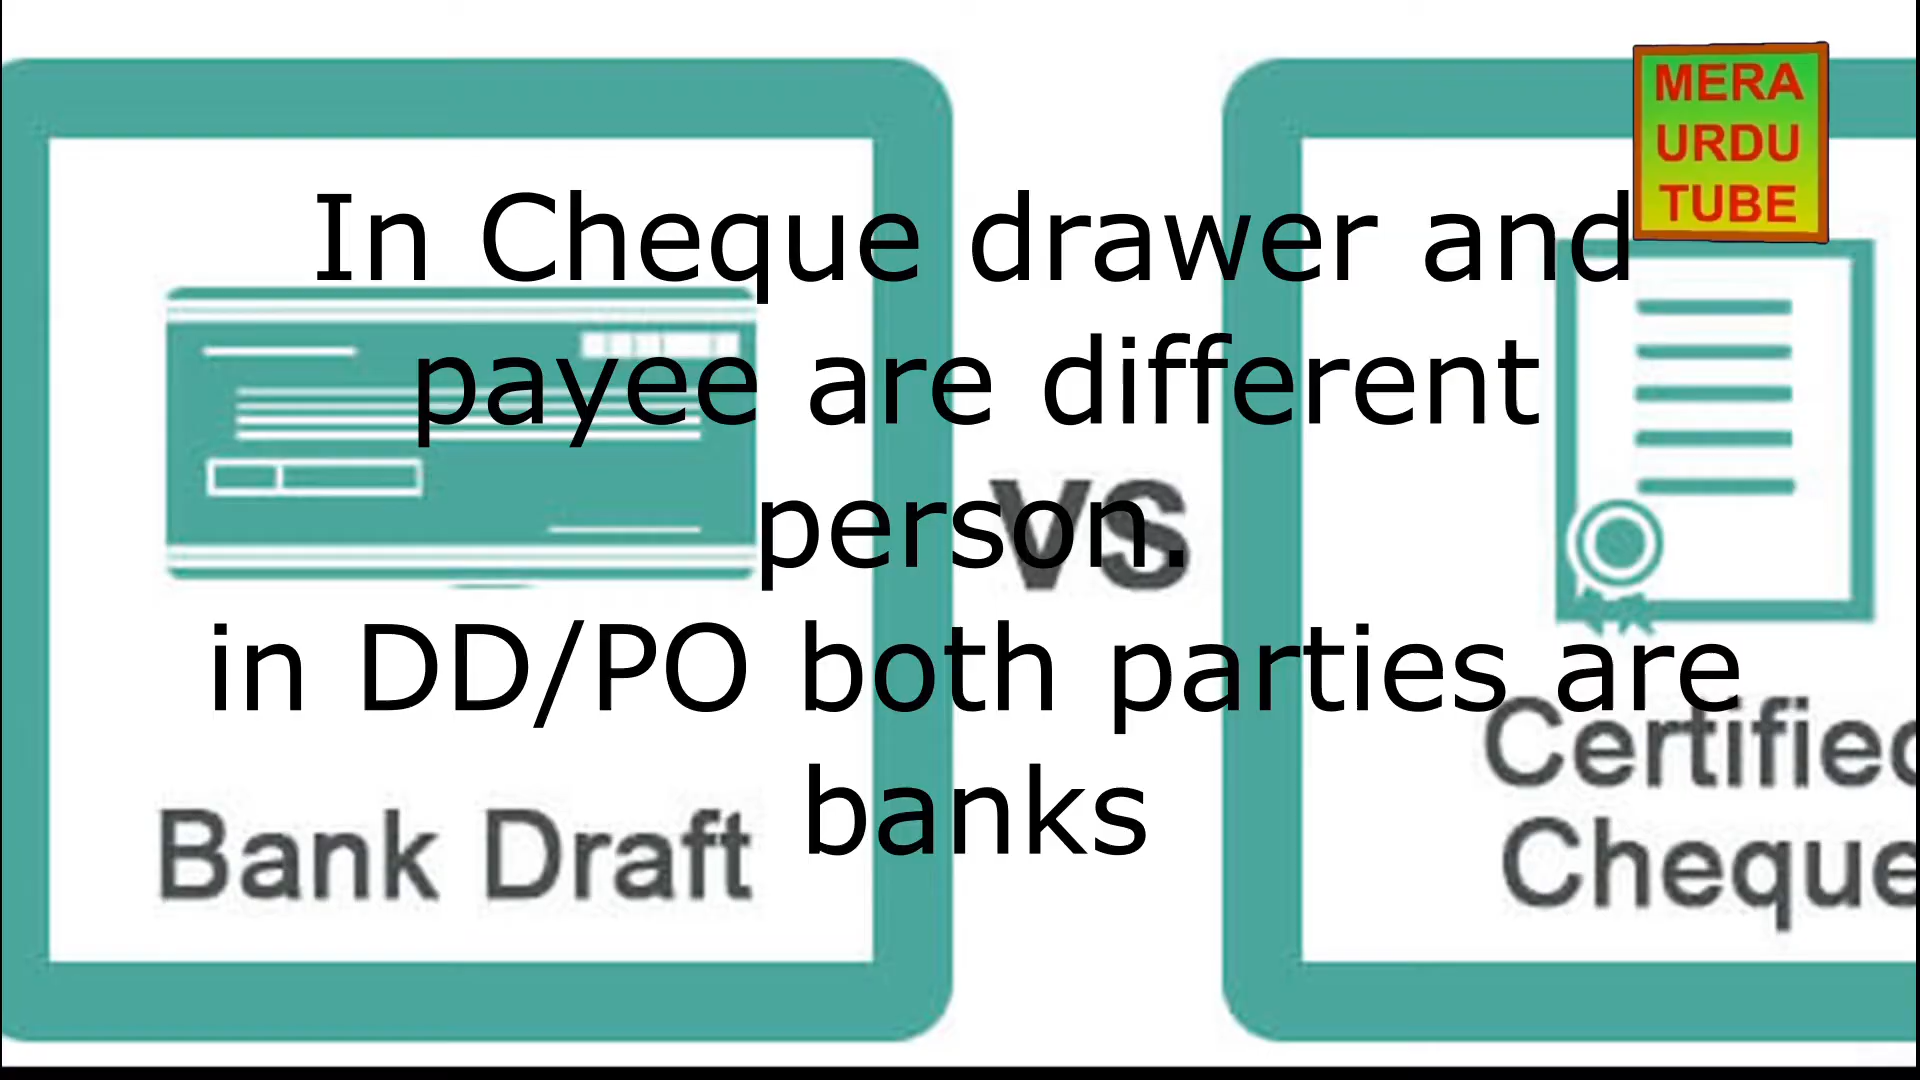 MERA
URDU
TUBE
In Cheque drawer and
payee are different
person.
in DD/PO both parties are
banks
vs
Bank Draft
Certified
Cheque